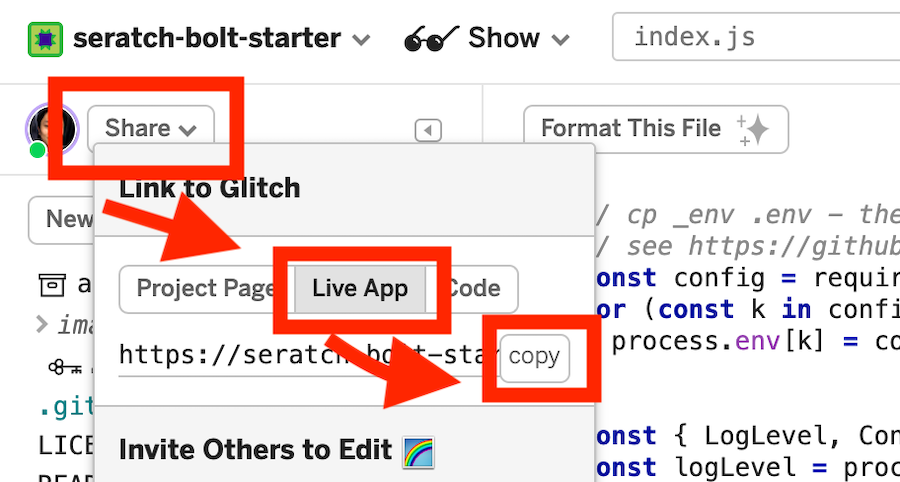 seratch-bolt-starter
Show
index.js
Share
Format This File
Link to Glitch
New
/ cp _env .env - the
/ see https://github
Project Page
Live App
Code
onst config = requir
or (const k in confi
process.env[k] = co
https://seratch-bolt-star
copy
.git
LICE
onst { LogLevel, Con
Invite Others to Edit
onst logLevel = proc